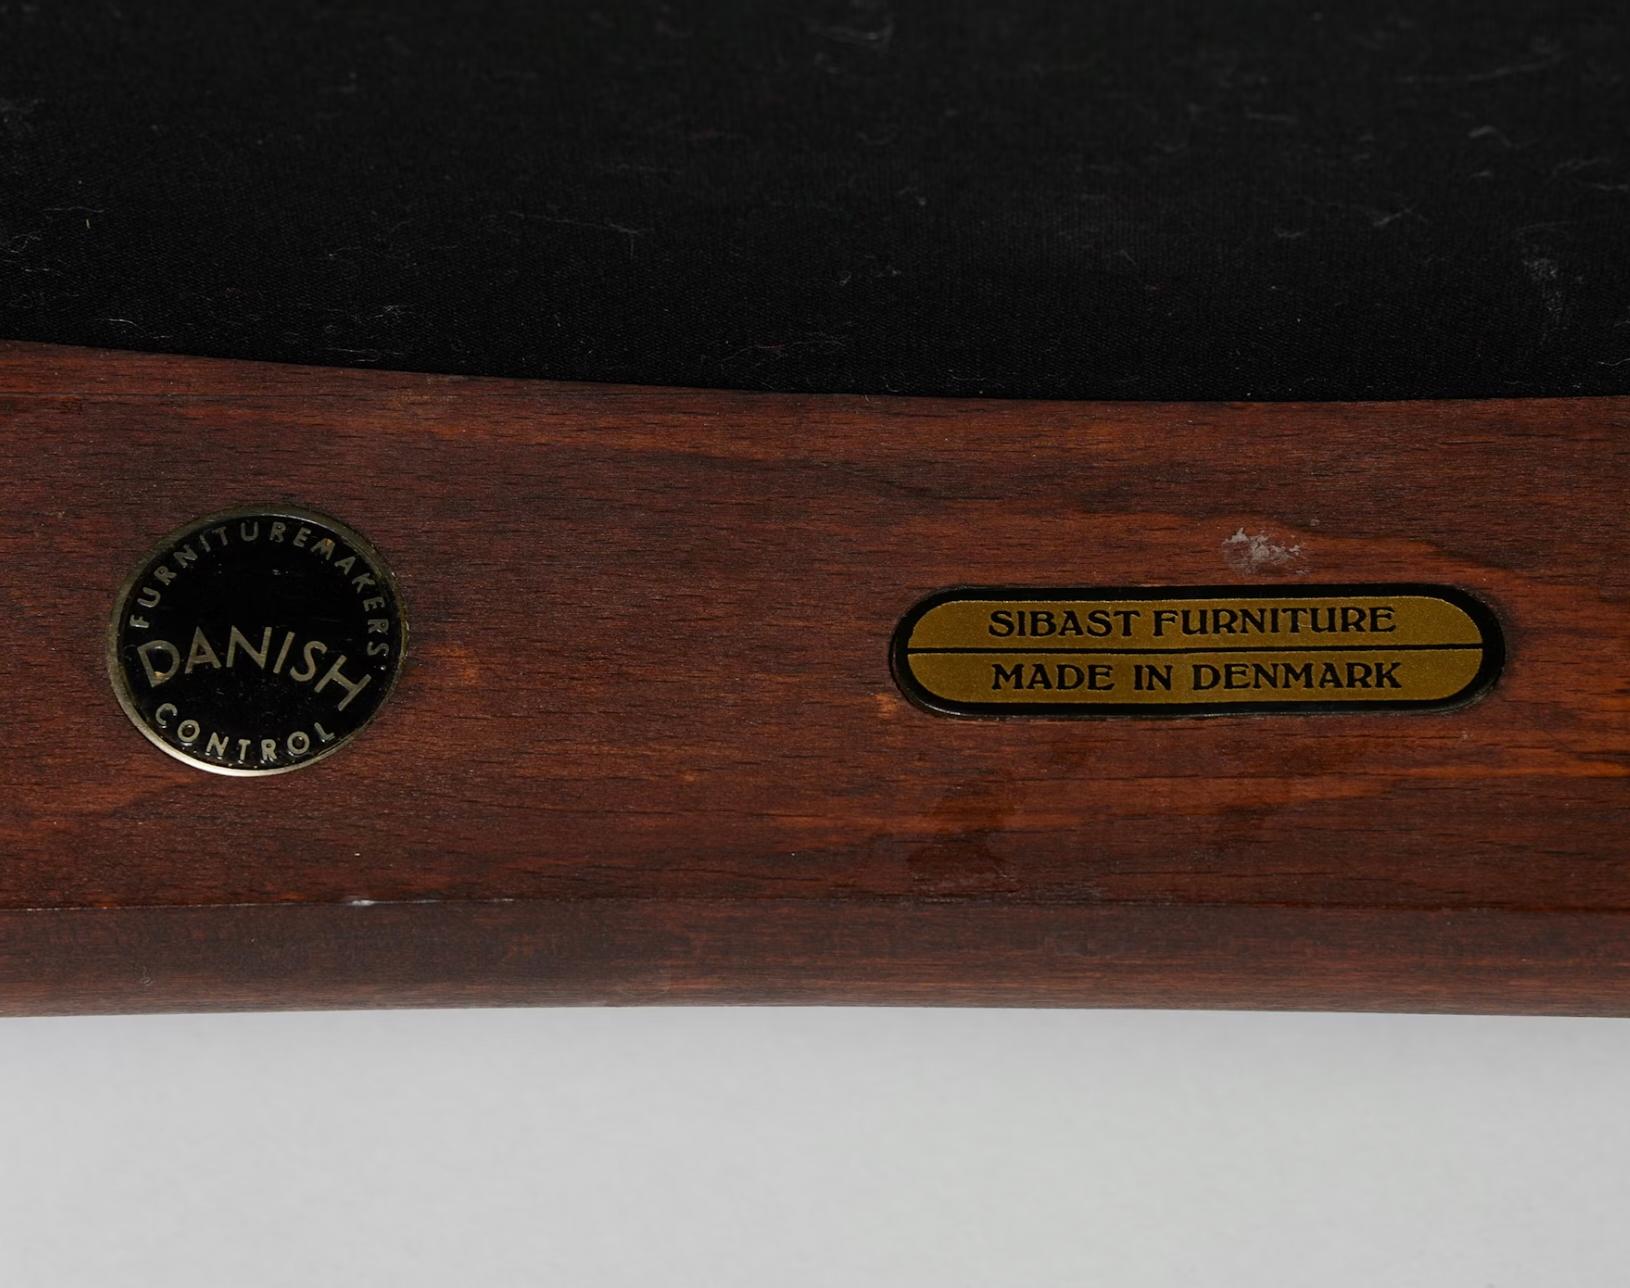 FURNITUREMAKERS'
DANISH
CONTROL
SIBAST FURNITURE
MADE IN DENMARK